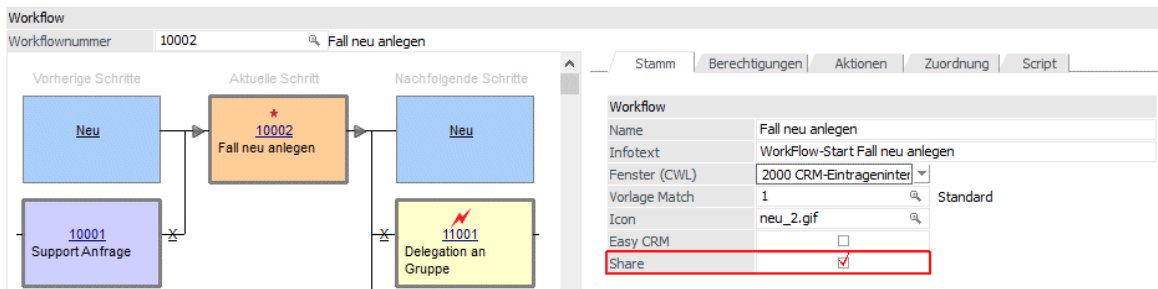 Workflow
Workflownummer 10002 Fall neu anlegen
Vorherige Schritte Aktuelle Schritt Nachfolgende Schritte
Neu
10002
Fall neu anlegen
Neu
10001
Support Anfrage
X
X
11001
Delegation an
Gruppe
Stamm Berechtigungen Aktionen Zuordnung Script
Workflow
Name Fall neu anlegen
Infotext WorkFlow-Start Fall neu anlegen
Fenster (CWL) 2000 CRM-Eintrageninter
Vorlage Match 1 Standard
Icon neu_2.gif
Easy CRM
Share